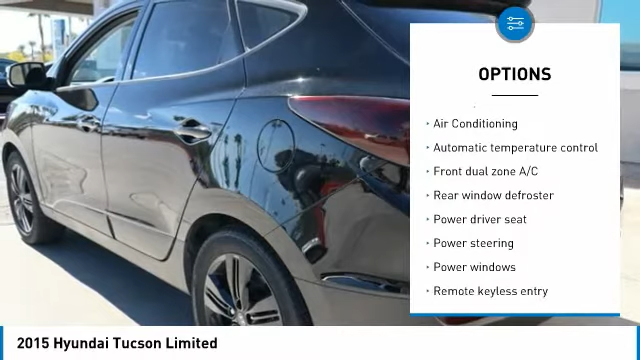 OPTIONS
Air Conditioning
Automatic temperature control
Front dual zone A/C
Rear window defroster
Power driver seat
Power steering
Power windows
Remote keyless entry
2015 Hyundai Tucson Limited